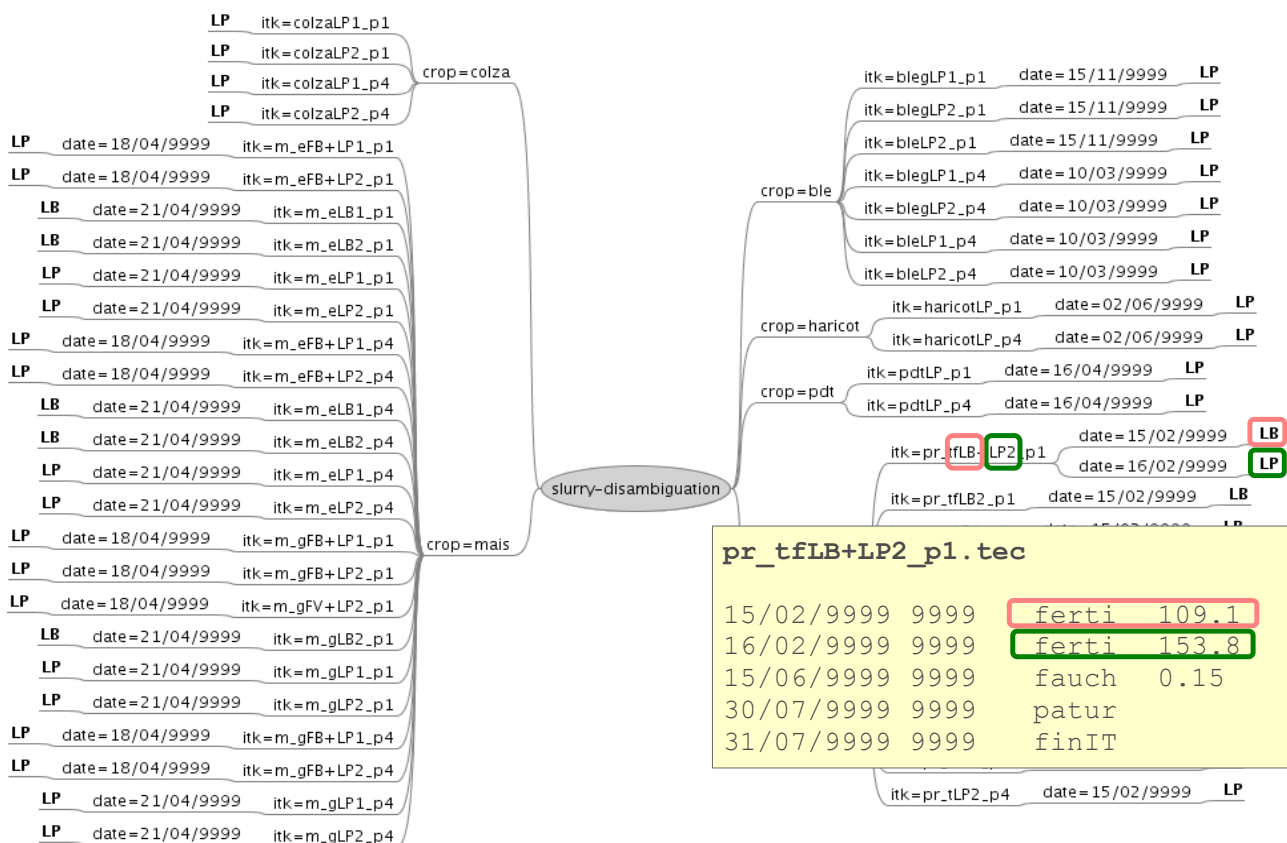 LP itk=colzaLP1_p1
LP itk=colzaLP2_p1
LP itk=colzaLP1_p4
LP itk=colzaLP2_p4
crop=colza
LP date=18/04/9999 itk=m_eFB+LP1_p1
LP date=18/04/9999 itk=m_eFB+LP2_p1
LB date=21/04/9999 itk=m_eLB1_p1
LB date=21/04/9999 itk=m_eLB2_p1
LP date=21/04/9999 itk=m_eLP1_p1
LP date=21/04/9999 itk=m_eLP2_p1
LP date=18/04/9999 itk=m_eFB+LP1_p4
LP date=18/04/9999 itk=m_eFB+LP2_p4
LB date=21/04/9999 itk=m_eLB1_p4
LB date=21/04/9999 itk=m_eLB2_p4
LP date=21/04/9999 itk=m_eLP1_p4
LP date=21/04/9999 itk=m_eLP2_p4
LP date=18/04/9999 itk=m_gFB+LP1_p1
LP date=18/04/9999 itk=m_gFB+LP2_p1
LP date=18/04/9999 itk=m_gFV+LP2_p1
LB date=21/04/9999 itk=m_gLB2_p1
LP date=21/04/9999 itk=m_gLP1_p1
LP date=21/04/9999 itk=m_gLP2_p1
LP date=18/04/9999 itk=m_gFB+LP1_p4
LP date=18/04/9999 itk=m_gFB+LP2_p4
LP date=21/04/9999 itk=m_gLP1_p4
LP date=21/04/9999 itk=m_gLP2_p4
crop=mais
slurry-disambiguation
crop=ble
itk=blegLP1_p1 date=15/11/9999 LP
itk=blegLP2_p1 date=15/11/9999 LP
itk=bleLP2_p1 date=15/11/9999 LP
itk=blegLP1_p4 date=10/03/9999 LP
itk=blegLP2_p4 date=10/03/9999 LP
itk=bleLP1_p4 date=10/03/9999 LP
itk=bleLP2_p4 date=10/03/9999 LP
crop=haricot
itk=haricotLP_p1 date=02/06/9999 LP
itk=haricotLP_p4 date=02/06/9999 LP
crop=pdt
itk=pdtLP_p1 date=16/04/9999 LP
itk=pdtLP_p4 date=16/04/9999 LP
itk=pr_tfLB+LP2_p1
date=15/02/9999 LB
date=16/02/9999 LP
itk=pr_tfLB2_p1 date=15/02/9999 LB
pr_tfLB+LP2_p1.tec
15/02/9999 9999 ferti 109.1
16/02/9999 9999 ferti 153.8
15/06/9999 9999 fauch 0.15
30/07/9999 9999 patur
31/07/9999 9999 finIT
itk=pr_tLP2_p4 date=15/02/9999 LP